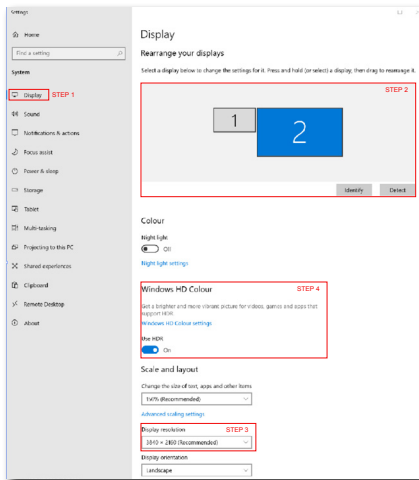 Settings
Home
Find a setting
System
Display STEP 1
Sound
Notifications & actions
Focus assist
Power & sleep
Storage
Tablet
Multi-tasking
Projecting to this PC
Shared experiences
Clipboard
Remote Desktop
About
Display
Rearrange your displays
Select a display below to change the settings for it. Press and hold (or select) a display, then drag to rearrange it.
STEP 2
1
2
Identify
Detect
Colour
Night light
Off
Night light settings
STEP 4
Windows HD Colour
Get a brighter and more vibrant picture for videos, games and apps that
support HDR.
Windows HD Colour settings
Use HDR
On
Scale and layout
Change the size of text, apps and other items
150% (Recommended)
Advanced scaling settings
Display resolution STEP 3
3840 × 2160 (Recommended)
Display orientation
Landscape